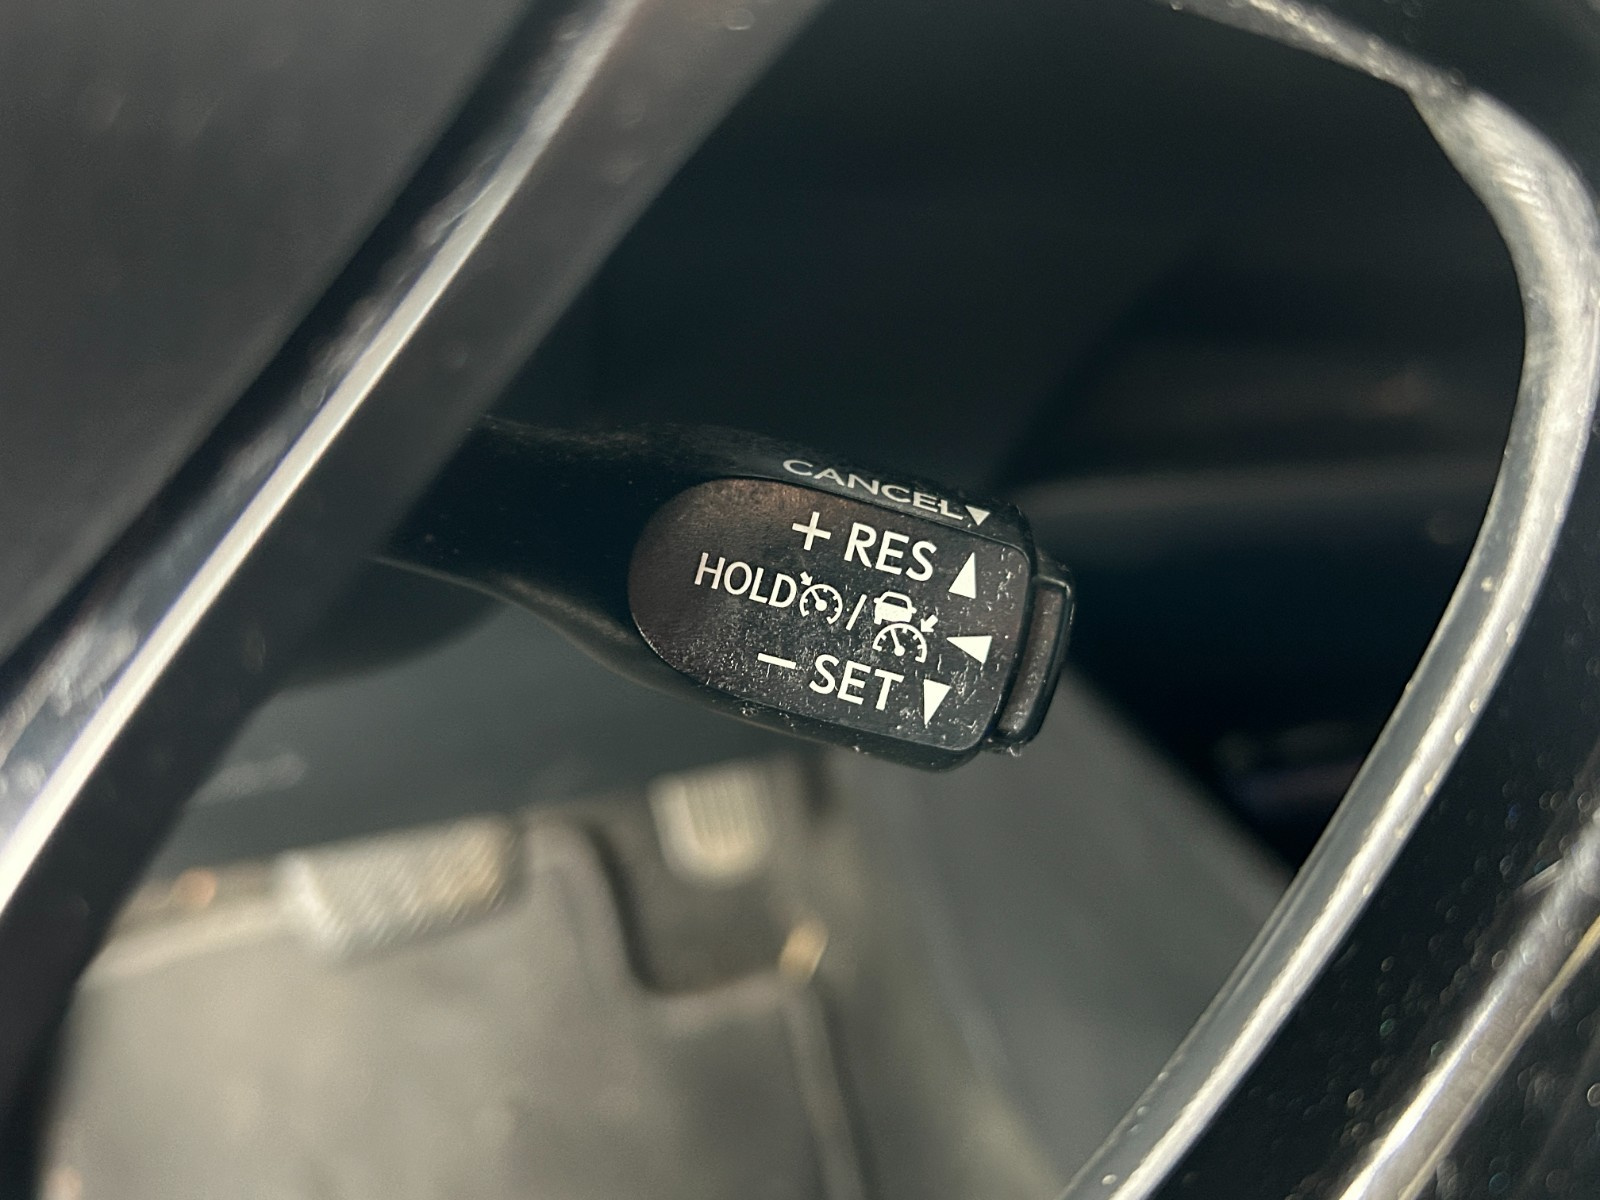 CANCEL
+ RES
HOLD /
− SET